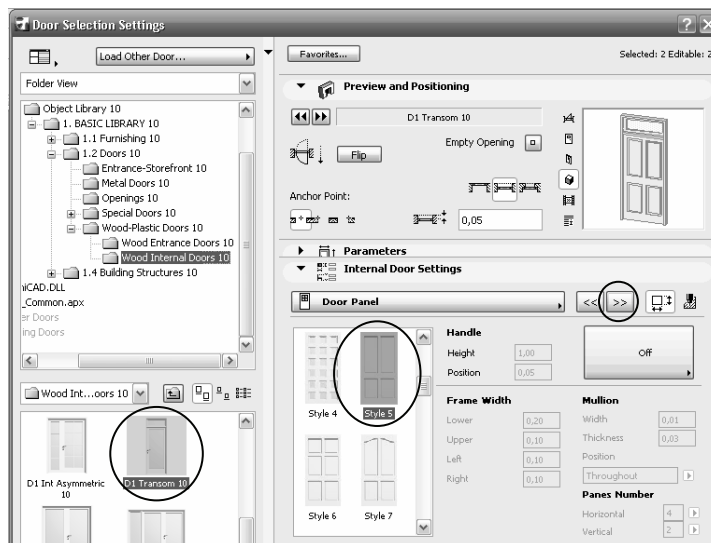 Door Selection Settings
Load Other Door...
Folder View
Object Library 10
1. BASIC LIBRARY 10
1.1 Furnishing 10
1.2 Doors 10
Entrance-Storefront 10
Metal Doors 10
Openings 10
Special Doors 10
Wood-Plastic Doors 10
Wood Entrance Doors 10
Wood Internal Doors 10
1.4 Building Structures 10
iiCAD.DLL
_Common.apx
er Doors
ing Doors
Wood Int...oors 10
D1 Int Asymmetric
10
D1 Transom 10
Favorites...
Selected: 2 Editable: 2
Preview and Positioning
D1 Transom 10
Empty Opening
Flip
Anchor Point:
0,05
Parameters
Internal Door Settings
Door Panel
<<
>>
Style 4
Style 5
Style 6
Style 7
Handle
Height 1,00
Position 0,05
Off
Frame Width
Lower 0,20
Upper 0,10
Left 0,10
Right 0,10
Mullion
Width 0,01
Thickness 0,03
Position
Throughout
Panes Number
Horizontal 4
Vertical 2